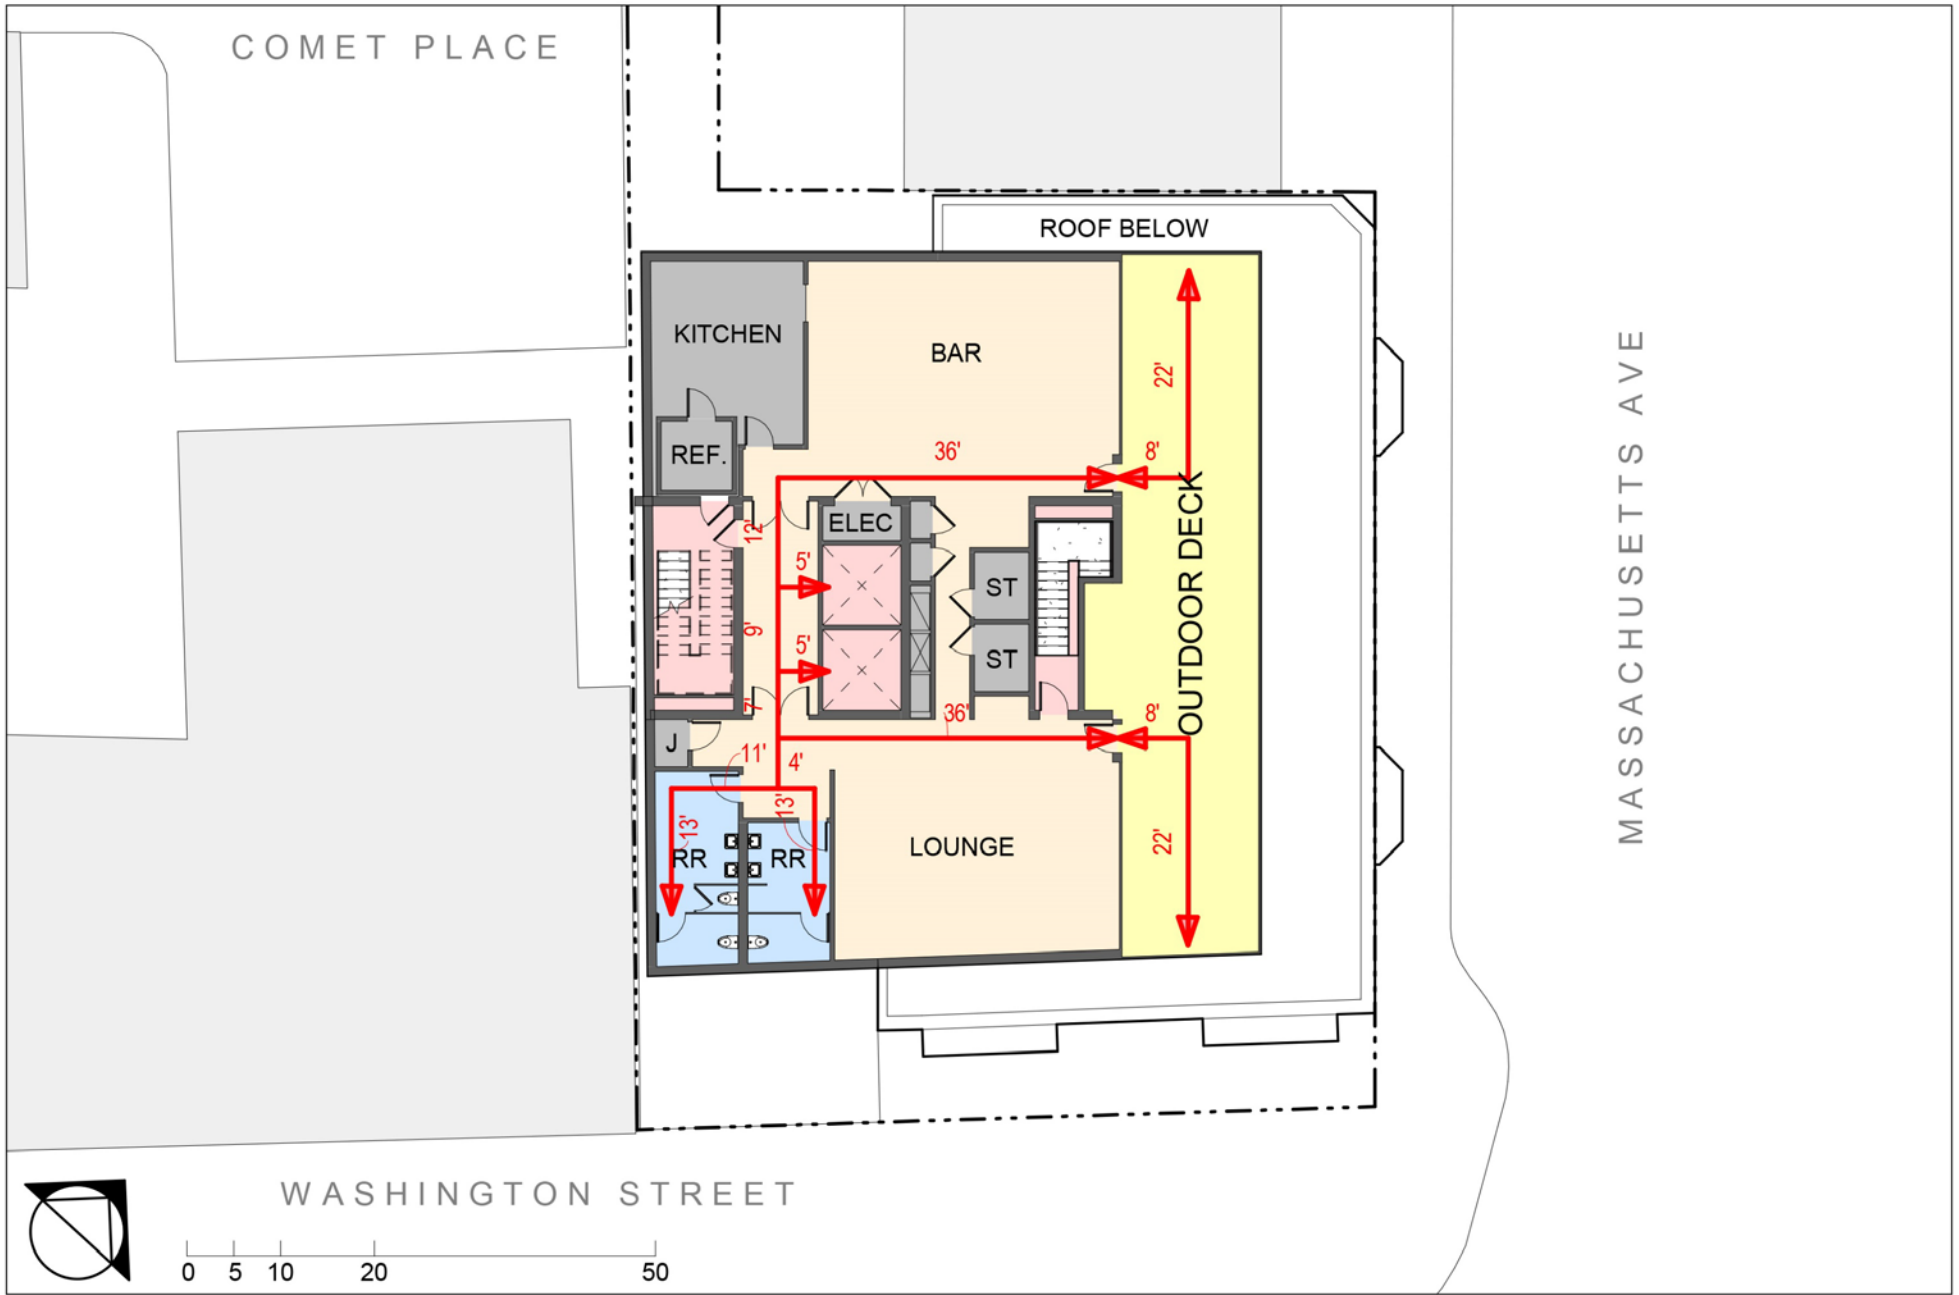 COMET PLACE
ROOF BELOW
KITCHEN
BAR
22'
MASSACHUSETTS AVE
REF.
36'
8'
OUTDOOR DECK
12'
ELEC
5'
ST
9'
5'
ST
7'
36'
8'
J
11'
4'
13'
13'
RR
RR
LOUNGE
22'
WASHINGTON STREET
0 5 10 20 50